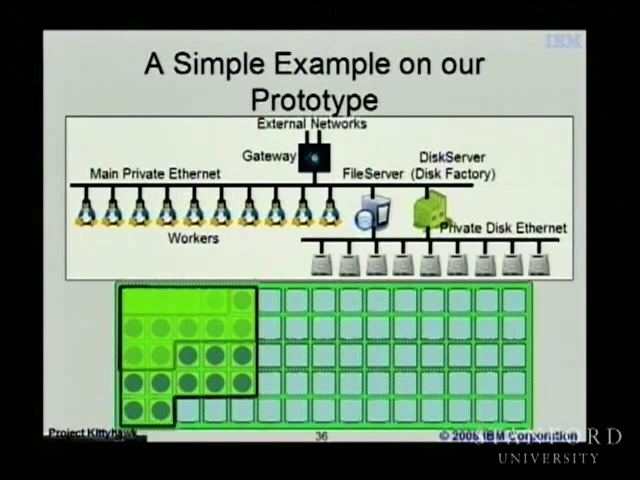 IBM
A Simple Example on our
Prototype
External Networks
Gateway
DiskServer
Main Private Ethernet
FileServer (Disk Factory)
Private Disk Ethernet
Workers
Project Kittyhawk
36
© 2008 IBM Corporation
STANFORD
UNIVERSITY